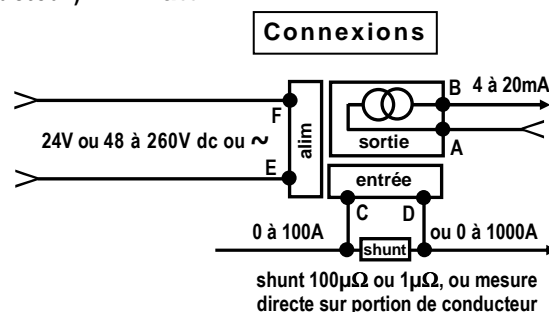 Connexions
B 4 à 20mA
F
alim
sortie
A
24V ou 48 à 260V dc ou ~
E
entrée
C D
0 à 100A
ou 0 à 1000A
shunt
shunt 100µΩ ou 1µΩ, ou mesure
directe sur portion de conducteur